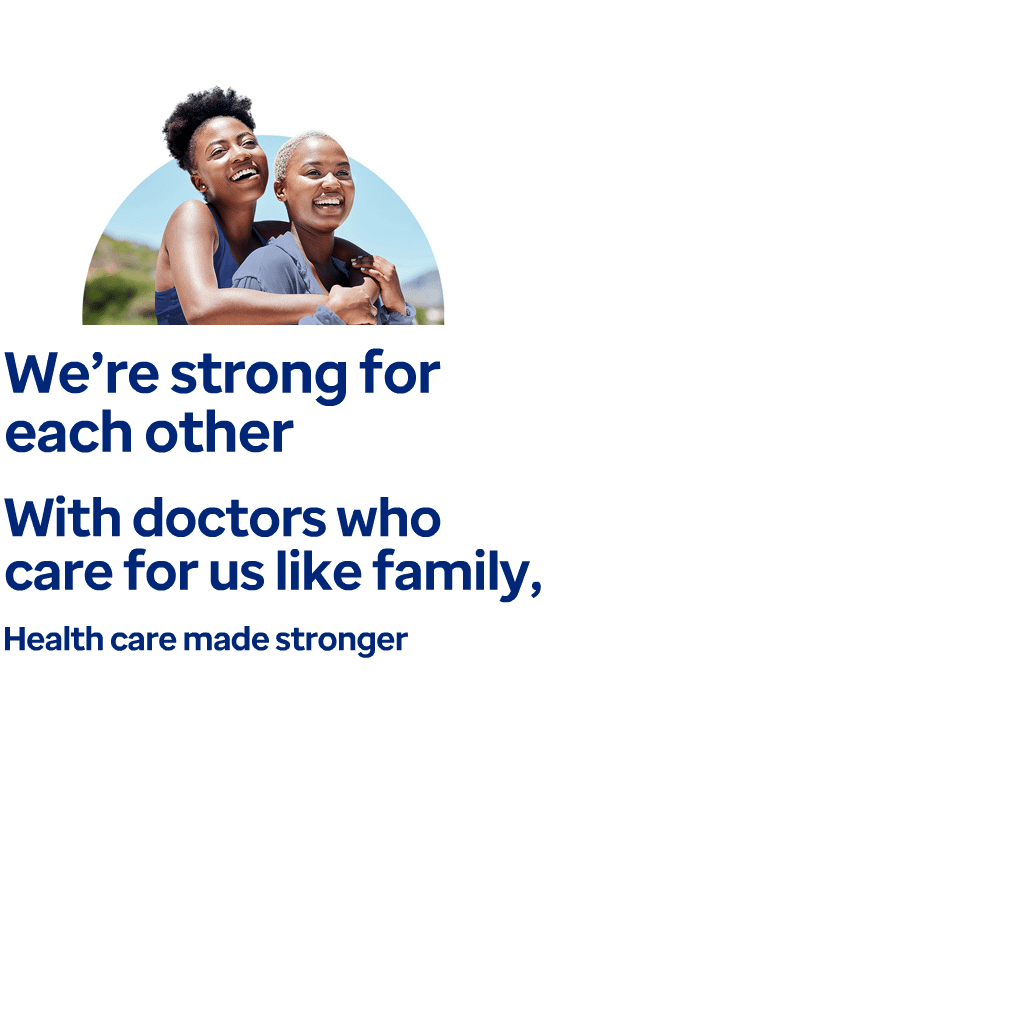 We’re strong for
each other
With doctors who
care for us like family,
Health care made stronger